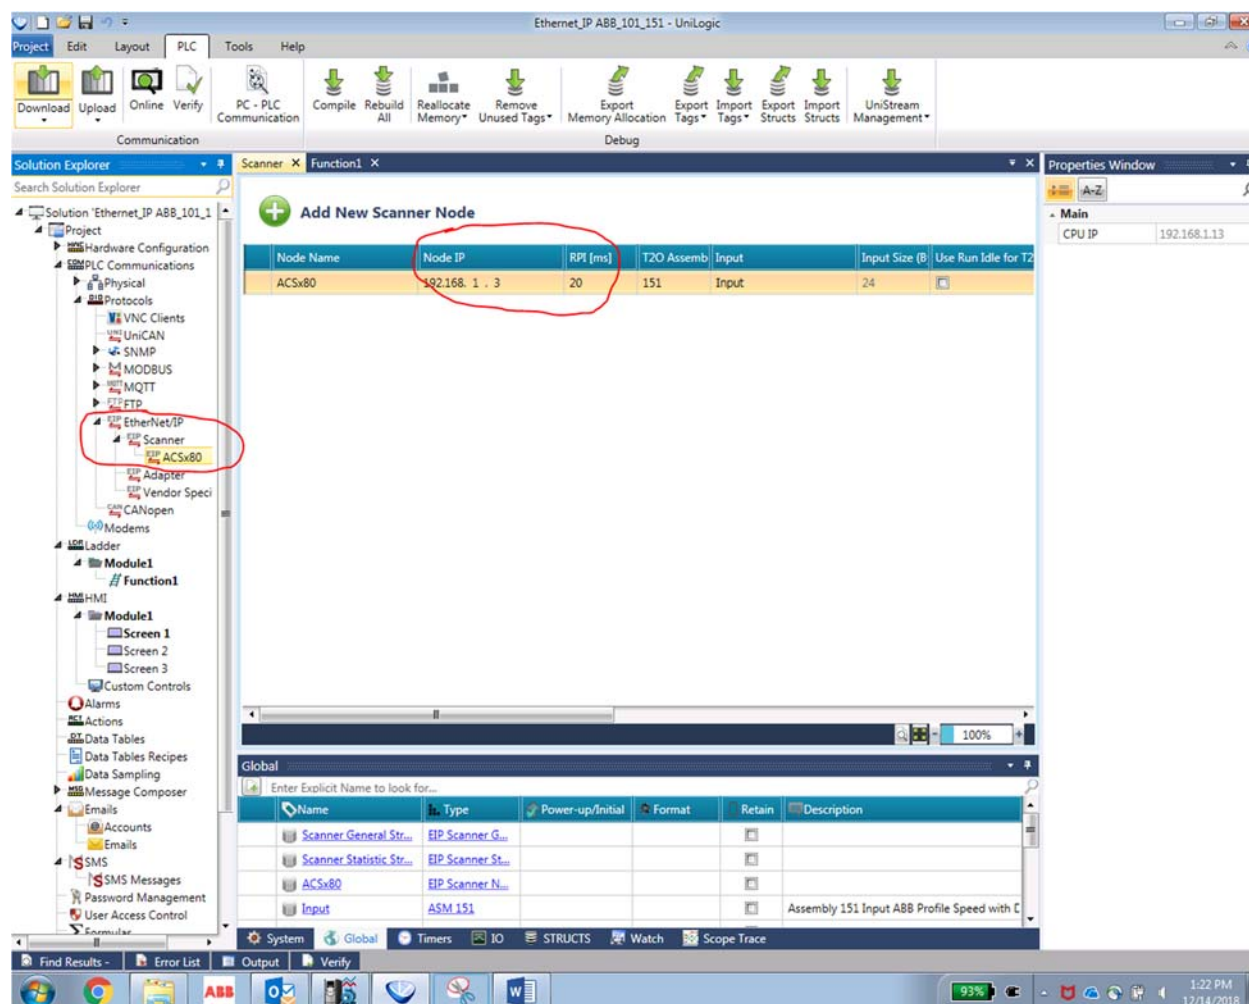 Ethernet_IP ABB_101_151 - UniLogic
Project Edit Layout PLC Tools Help
Download Upload Online Verify PC - PLC Communication Compile Rebuild All Reallocate Memory Remove Unused Tags Export Memory Allocation Export Tags Import Tags Export Structs Import Structs UniStream Management
Communication Debug
Solution Explorer
Search Solution Explorer
Solution 'Ethernet_IP ABB_101_1
Project
Hardware Configuration
PLC Communications
Physical
Protocols
VNC Clients
UniCAN
SNMP
MODBUS
MQTT
FTP
EtherNet/IP
Scanner
ACSx80
Adapter
Vendor Speci
CANopen
Modems
Ladder
Module1
Function1
HMI
Module1
Screen 1
Screen 2
Screen 3
Custom Controls
Alarms
Actions
Data Tables
Data Tables Recipes
Data Sampling
Message Composer
Emails
Accounts
Emails
SMS
SMS Messages
Password Management
User Access Control
Scanner X Function1 X
Add New Scanner Node
Node Name Node IP RPI [ms] T2O Assemb Input Input Size (B Use Run Idle for T2
ACSx80 192.168. 1 . 3 20 151 Input 24
100%
Global
Enter Explicit Name to look for...
Name Type Power-up/Initial Format Retain Description
Scanner General Str... EIP Scanner G...
Scanner Statistic Str... EIP Scanner St...
ACSx80 EIP Scanner N...
Input ASM 151 Assembly 151 Input ABB Profile Speed with D
System Global Timers IO STRUCTS Watch Scope Trace
Properties Window
A-Z
Main
CPU IP 192.168.1.13
Find Results - Error List Output Verify
ABB
93%
1:22 PM
12/14/2018